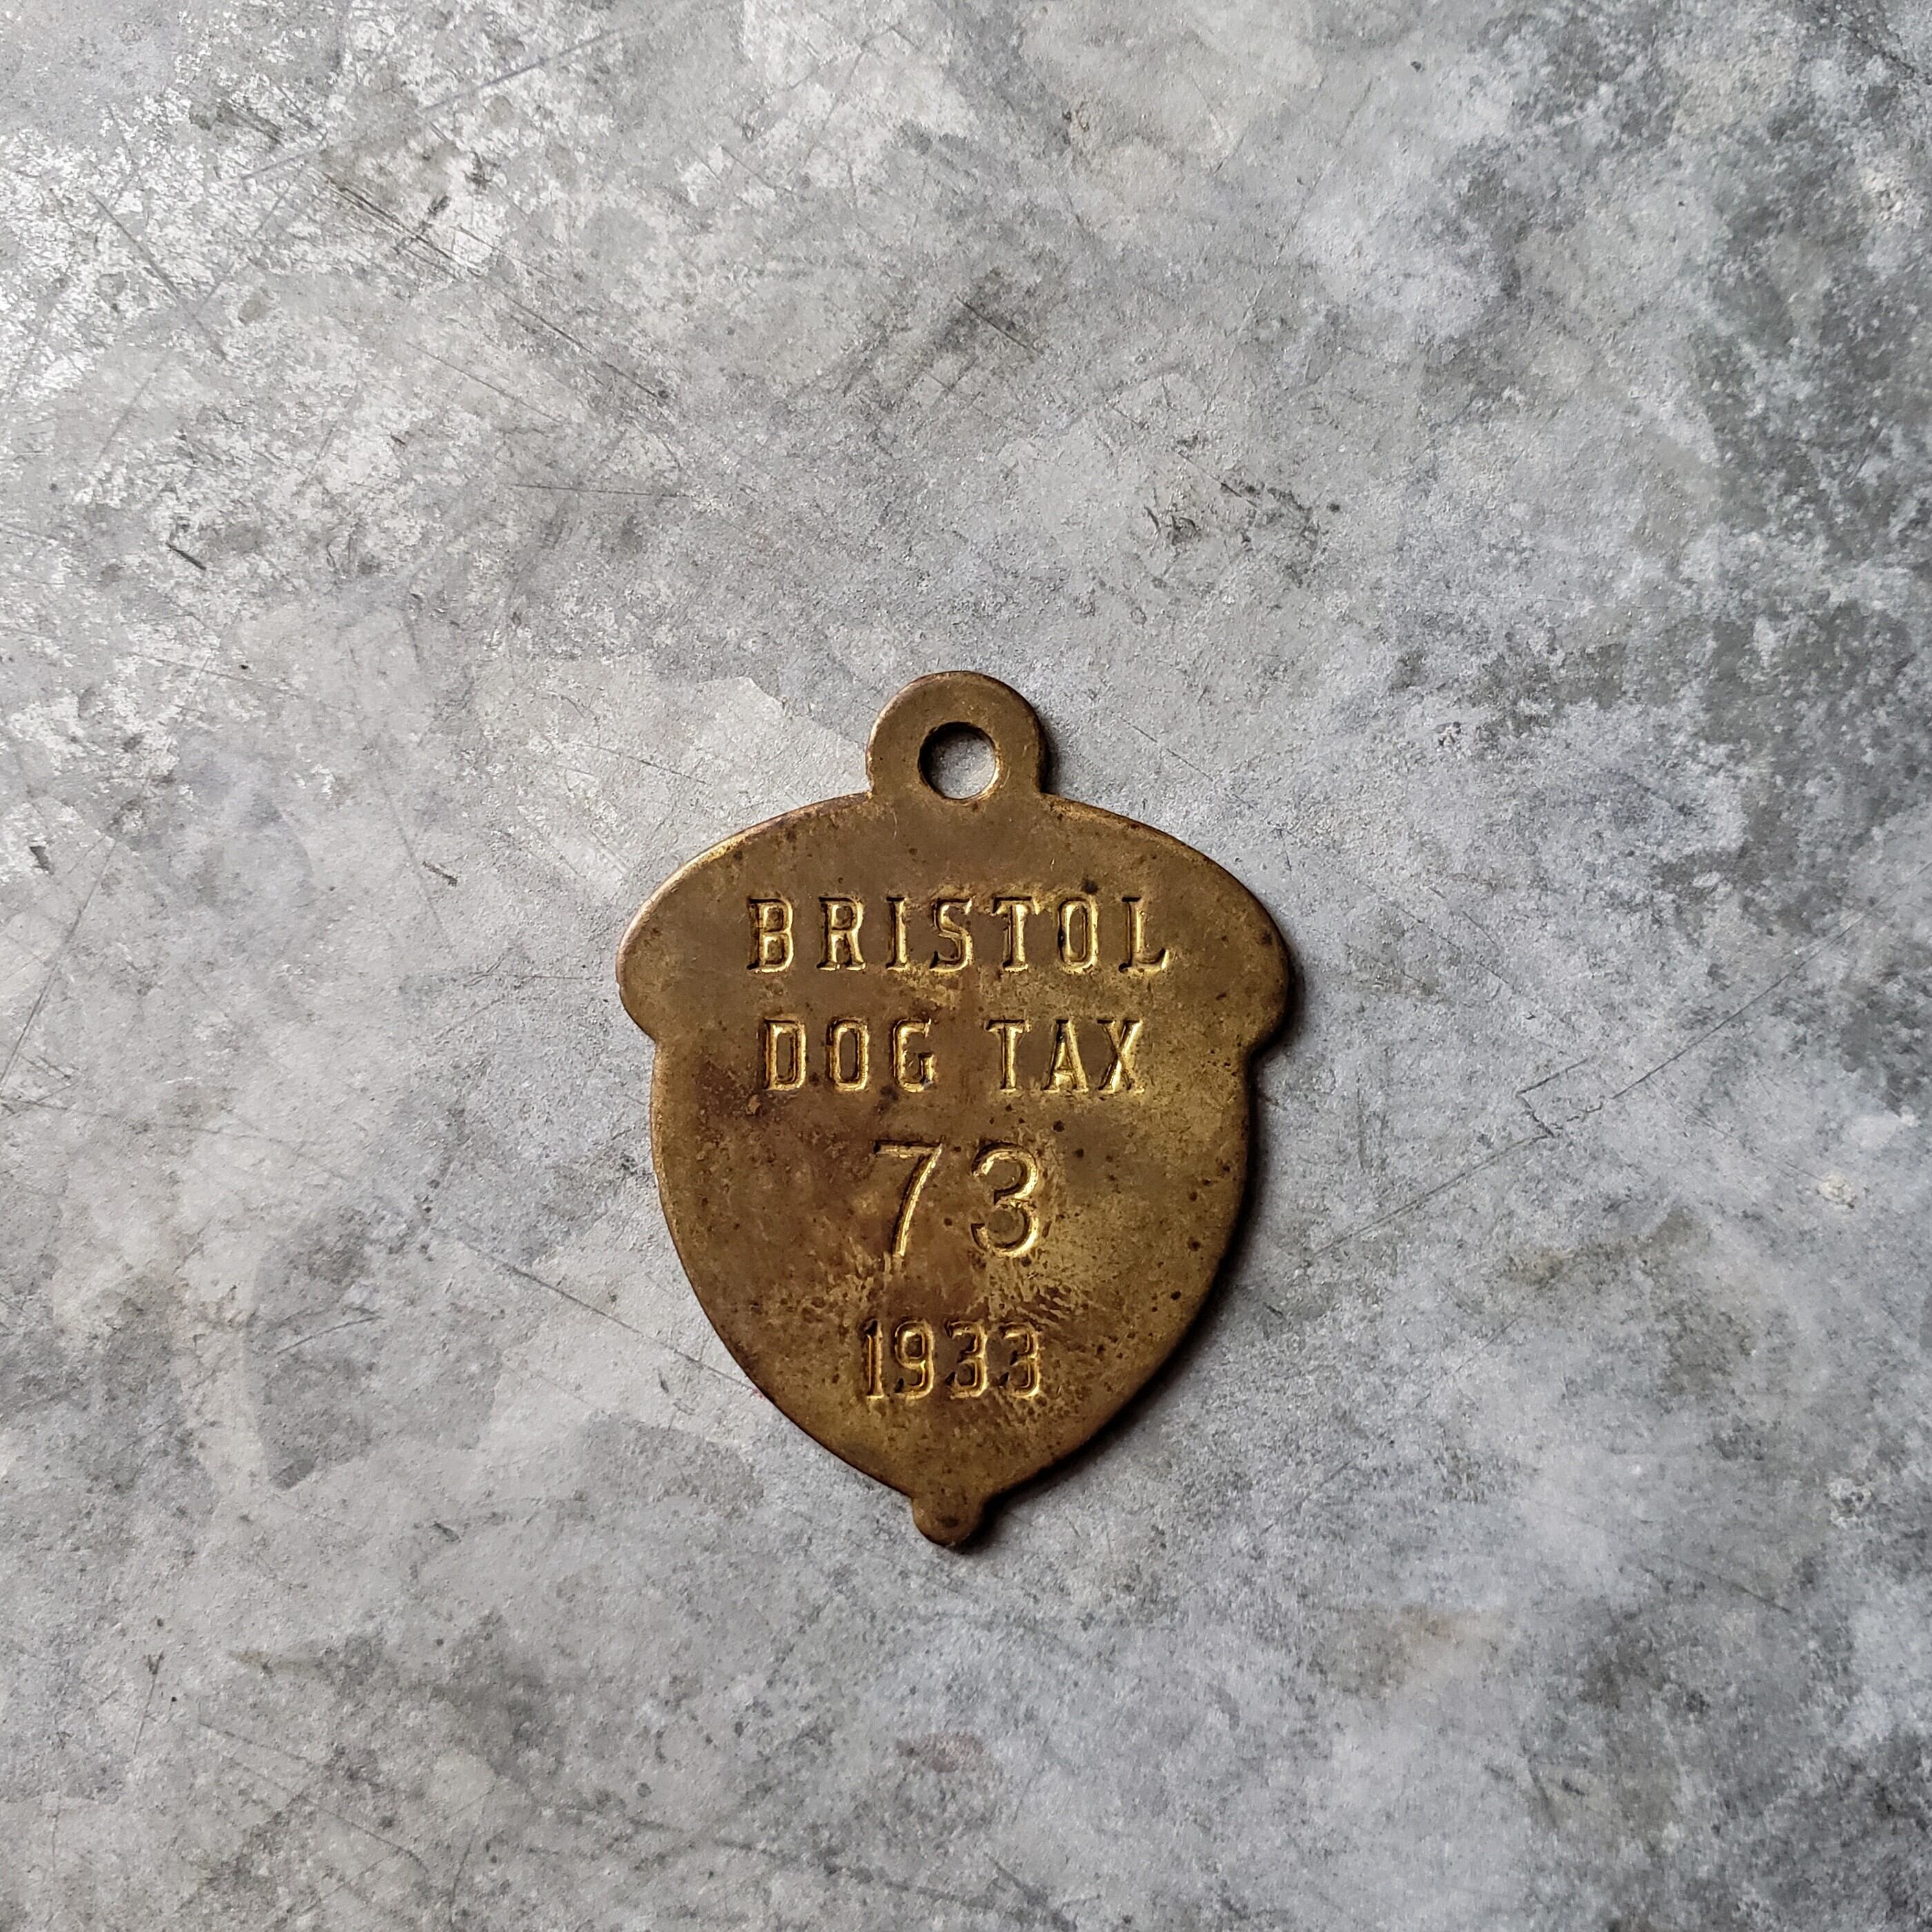 BRISTOL
DOG TAX
73
1933